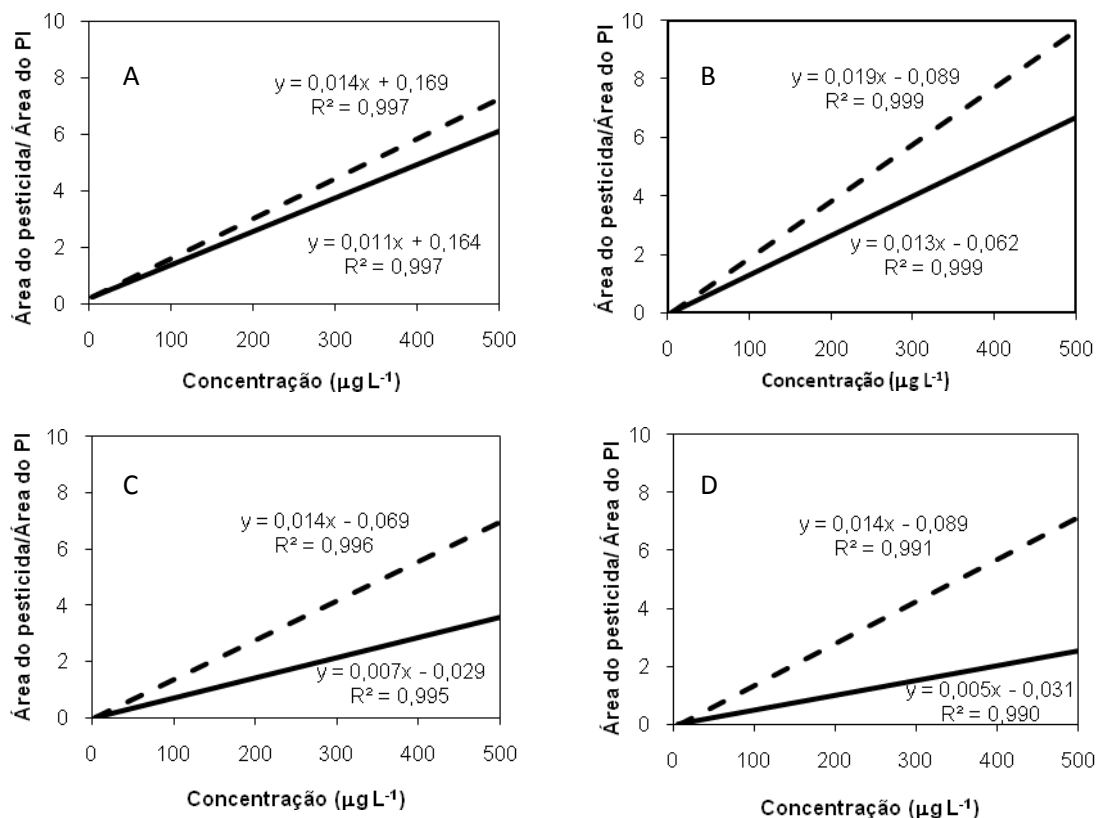 Área do pesticida/ Área do PI
10
8
6
4
2
0
A
y = 0,014x + 0,169
R² = 0,997
y = 0,011x + 0,164
R² = 0,997
0 100 200 300 400 500
Concentração (µg L⁻¹)
Área do pesticida/Área do PI
10
8
6
4
2
0
B
y = 0,019x - 0,089
R² = 0,999
y = 0,013x - 0,062
R² = 0,999
0 100 200 300 400 500
Concentração (µg L⁻¹)
Área do pesticida/Área do PI
10
8
6
4
2
0
C
y = 0,014x - 0,069
R² = 0,996
y = 0,007x - 0,029
R² = 0,995
0 100 200 300 400 500
Concentração (µg L⁻¹)
Área do pesticida/ Área do PI
10
8
6
4
2
0
D
y = 0,014x - 0,089
R² = 0,991
y = 0,005x - 0,031
R² = 0,990
0 100 200 300 400 500
Concentração (µg L⁻¹)